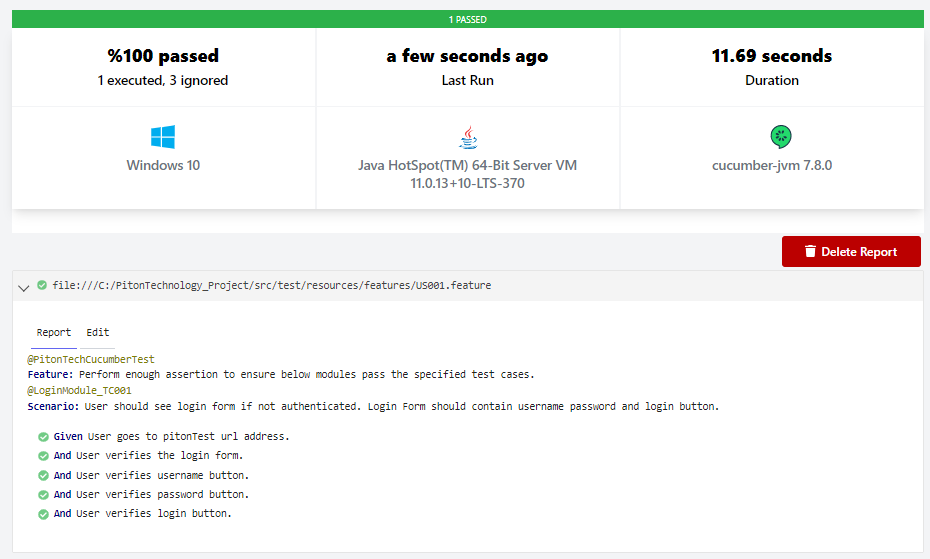 1 PASSED
%100 passed
1 executed, 3 ignored
a few seconds ago
Last Run
11.69 seconds
Duration
Windows 10
Java HotSpot(TM) 64-Bit Server VM
11.0.13+10-LTS-370
cucumber-jvm 7.8.0
Delete Report
file:///C:/PitonTechnology_Project/src/test/resources/features/US001.feature
Report Edit
@PitonTechCucumberTest
Feature: Perform enough assertion to ensure below modules pass the specified test cases.
@LoginModule_TC001
Scenario: User should see login form if not authenticated. Login Form should contain username password and login button.
Given User goes to pitonTest url address.
And User verifies the login form.
And User verifies username button.
And User verifies password button.
And User verifies login button.